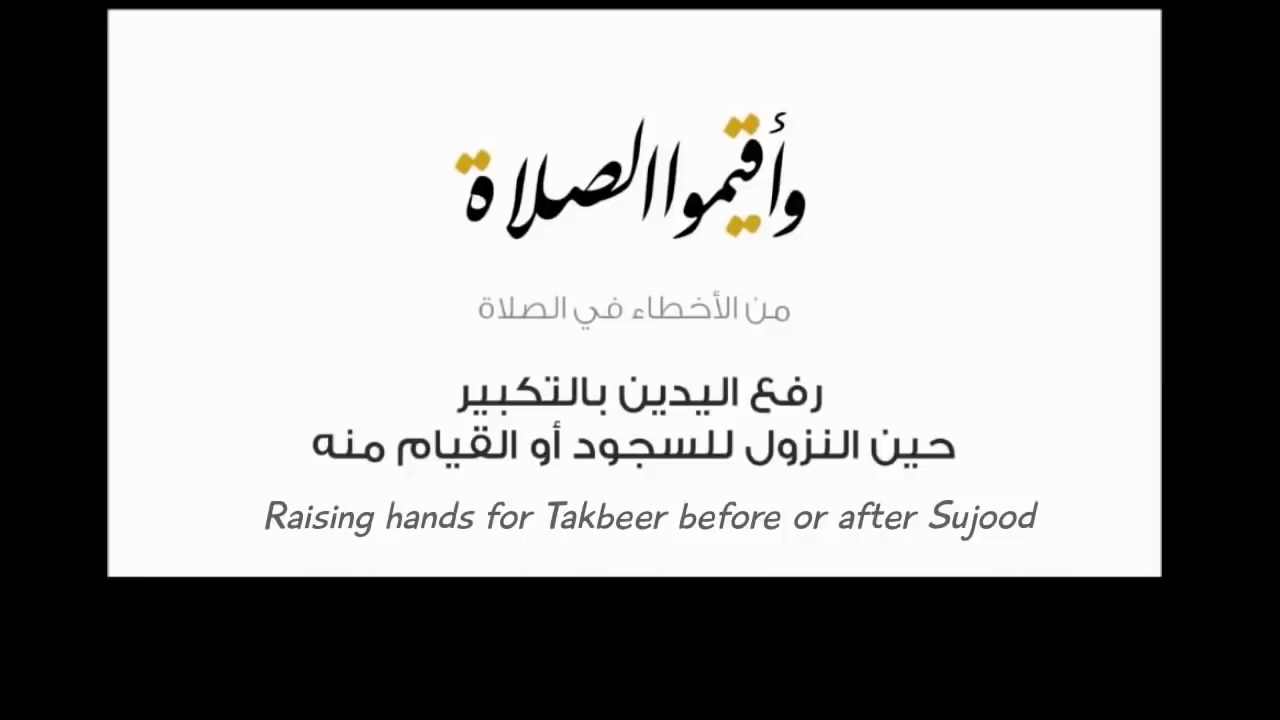 وأقيموا الصلاة
من الأخطاء في الصلاة
رفع اليدين بالتكبير
حين النزول للسجود أو القيام منه
Raising hands for Takbeer before or after Sujood